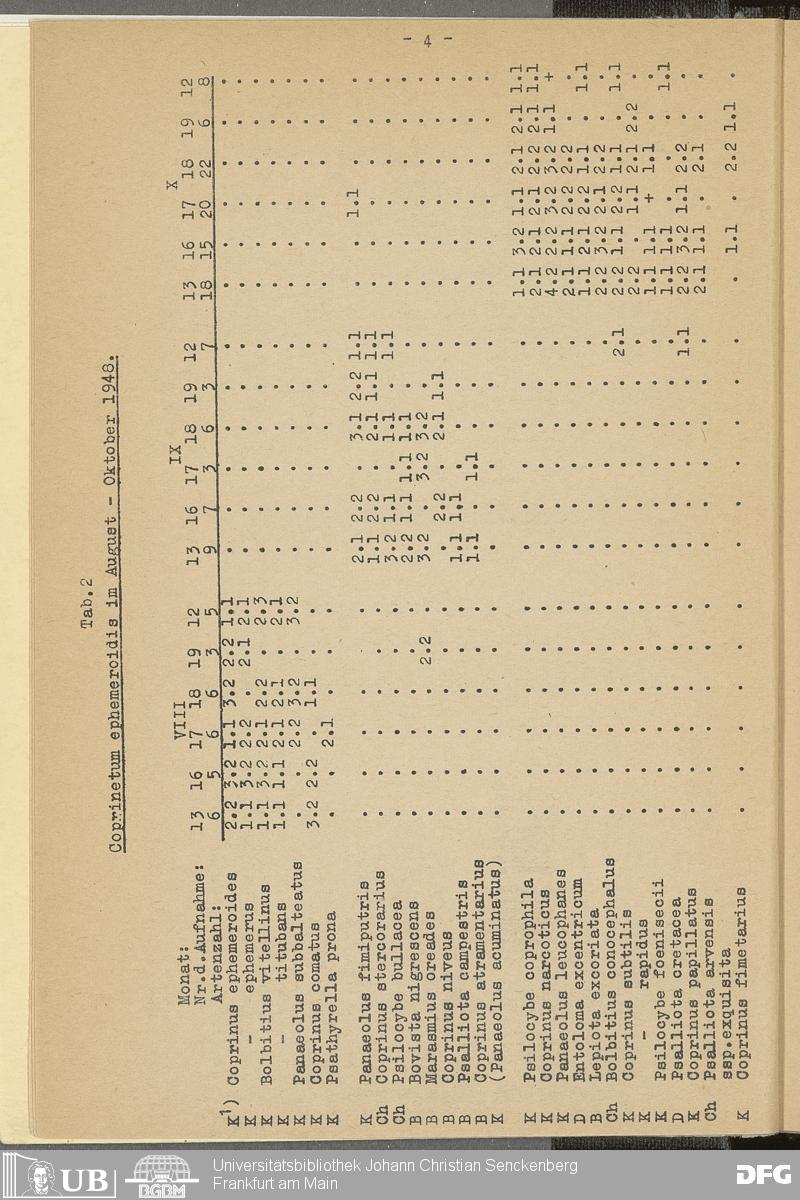 - 4 -
Tab.2
Coprinetum ephemeroidis im August - Oktober 1948.
Monat: VIII IX X
Nr.d.Aufnahme: 13 16 17 18 19 12 13 16 17 18 19 12 13 16 17 18 19 12
Artenzahl: 6 5 6 6 3 5 9 7 3 6 3 7 18 15 20 22 6 8
K1) Coprinus ephemeroides 2.2 3.2 1.1 3.2 2.2 1.1 . . . . . . . . . . . .
K - ephemerus 1.1 3.2 2.2 . 2.1 2.1 . . . . . . . . . . . .
K Bolbitius vitellinus 1.1 3.2 2.1 2.2 . 2.3 . . . . . . . . . . . .
K - titubans 1.1 1.1 2.1 2.1 . 2.1 . . . . . . . . . . . .
K Panaeolus subbalteatus . . 2.2 3.2 . 3.2 . . . . . . . . . . . .
K Coprinus comatus 3.2 2.2 . 1.1 . . . . . . . . . . . . . .
K Psathyrella prona . . 2.1 . . . . . . . . . . . . . . .
K Panaeolus fimiputris . . . . . . 2.1 2.2 . 3.1 2.2 1.1 . . 1.1 . . .
Ch Coprinus stercorarius . . . . . . 1.1 2.2 . 2.1 1.1 1.1 . . . . . .
Ch Psilocybe bullacea . . . . . . 3.2 1.1 . 1.1 . 1.1 . . . . . .
B Bovista nigrescens . . . . . . 2.2 1.1 1.1 1.1 . . . . . . . .
B Marasmius oreades . . . . 2.2 . 3.2 . 3.2 3.2 . . . . . . . .
B Coprinus niveus . . . . . . . 2.2 . 2.1 1.1 . . . . . . .
B Psalliota campestris . . . . . . 1.1 1.1 . . . . . . . . . .
B Coprinus atramentarius . . . . . . 1.1 . 1.1 . . . . . . . . .
K (Panaeolus acuminatus) . . . . . . . . . . . . . . . . . .
K Psilocybe coprophila . . . . . . . . . . . . 1.1 3.2 1.1 2.1 2.1 1.1
K Coprinus narcoticus . . . . . . . . . . . . 2.1 2.1 2.1 2.2 2.1 1.1
K Panaeolus leucophanes . . . . . . . . . . . . 4.2 2.2 3.2 3.2 1.1 +
D Entoloma excentricum . . . . . . . . . . . . 2.1 1.1 2.2 2.2 . .
B Lepiota excoriata . . . . . . . . . . . . 1.1 2.1 2.2 1.1 . 1.1
Ch Bolbitius conocephalus . . . . . . . . . . . . 2.2 3.2 2.1 2.2 . .
K Coprinus subtilis . . . . . . . . . . . 2.1 2.2 1.1 2.2 1.1 . 1.1
K - rapidus . . . . . . . . . . . . 2.2 . 1.1 2.1 2.2 .
K Psilocybe foenisecii . . . . . . . . . . . . 1.1 1.1 + 1.1 . .
D Psalliota cretacea . . . . . . . . . . . . 1.1 1.1 . . . 1.1
K Coprinus papillatus . . . . . . . . . . . 1.1 2.2 3.2 1.1 2.2 . .
Ch Psalliota arvensis . . . . . . . . . . . . 2.1 1.1 . 2.1 . .
ssp.exquisita
K Coprinus fimetarius . . . . . . . . . . . . . 1.1 . 2.2 1.1 .
UB
BGBM
Universitätsbibliothek Johann Christian Senckenberg
Frankfurt am Main
DFG